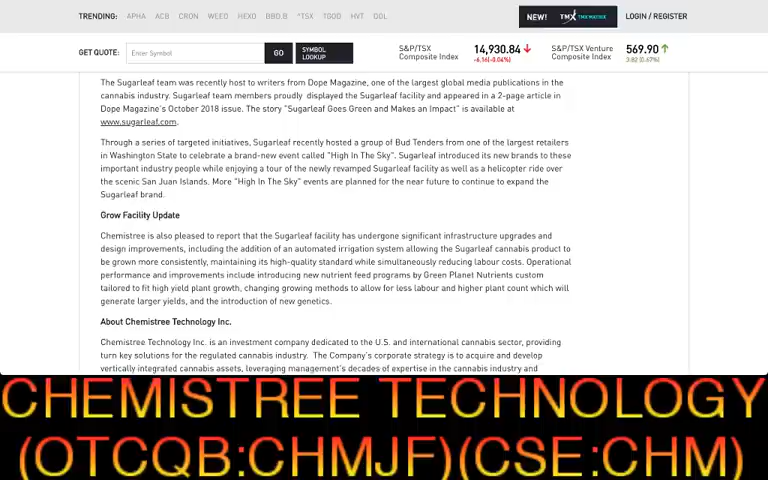 TRENDING: APHA ACB CRON WEED HEXO BBD.B ^TSX TGOD HVT OGL NEW! TMX TMX MATRIX LOGIN / REGISTER
GET QUOTE: Enter Symbol GO SYMBOL LOOKUP S&P/TSX Composite Index 14,930.84 -6.16(-0.04%) S&P/TSX Venture Composite Index 569.90 3.82 (0.67%)
The Sugarleaf team was recently host to writers from Dope Magazine, one of the largest global media publications in the
cannabis industry. Sugarleaf team members proudly displayed the Sugarleaf facility and appeared in a 2-page article in
Dope Magazine's October 2018 issue. The story "Sugarleaf Goes Green and Makes an Impact" is available at
www.sugarleaf.com.
Through a series of targeted initiatives, Sugarleaf recently hosted a group of Bud Tenders from one of the largest retailers
in Washington State to celebrate a brand-new event called "High In The Sky". Sugarleaf introduced its new brands to these
important industry people while enjoying a tour of the newly revamped Sugarleaf facility as well as a helicopter ride over
the scenic San Juan Islands. More "High In The Sky" events are planned for the near future to continue to expand the
Sugarleaf brand.
Grow Facility Update
Chemistree is also pleased to report that the Sugarleaf facility has undergone significant infrastructure upgrades and
design improvements, including the addition of an automated irrigation system allowing the Sugarleaf cannabis product to
be grown more consistently, maintaining its high-quality standard while simultaneously reducing labour costs. Operational
performance and improvements include introducing new nutrient feed programs by Green Planet Nutrients custom
tailored to fit high yield plant growth, changing growing methods to allow for less labour and higher plant count which will
generate larger yields, and the introduction of new genetics.
About Chemistree Technology Inc.
Chemistree Technology Inc. is an investment company dedicated to the U.S. and international cannabis sector, providing
turn key solutions for the regulated cannabis industry. The Company's corporate strategy is to acquire and develop
vertically integrated cannabis assets, leveraging management's decades of expertise in the cannabis industry and
CHEMISTREE TECHNOLOGY
(OTCQB:CHMJF)(CSE:CHM)